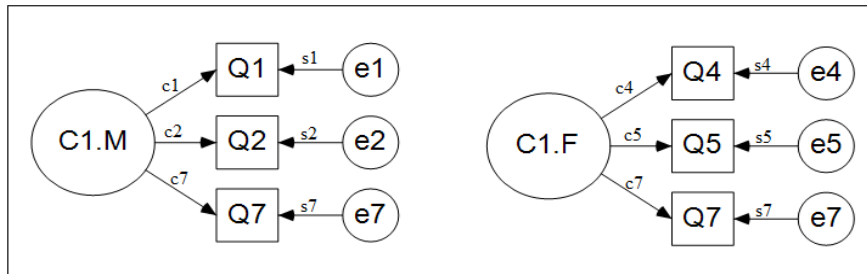 c1 Q1 s1 e1
C1.M c2 Q2 s2 e2
c7 Q7 s7 e7
c4 Q4 s4 e4
C1.F c5 Q5 s5 e5
c7 Q7 s7 e7